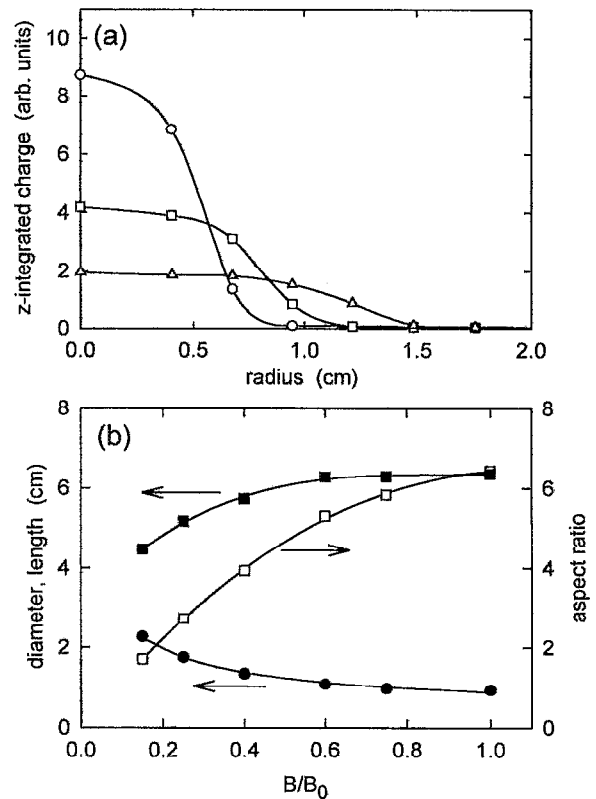 (a)
10
8
6
4
2
0
z-integrated charge (arb. units)
0.0 0.5 1.0 1.5 2.0
radius (cm)
(b)
8 8
6 6
4 4
2 2
0 0
diameter, length (cm)
aspect ratio
0.0 0.2 0.4 0.6 0.8 1.0
B/B0